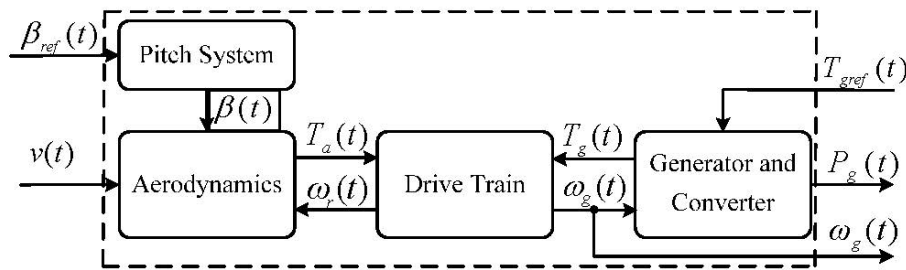 β_ref(t)
Pitch System
T_gref(t)
β(t)
v(t)
T_a(t)
T_g(t)
Aerodynamics
Drive Train
Generator and
Converter
P_g(t)
ω_r(t)
ω_g(t)
ω_g(t)